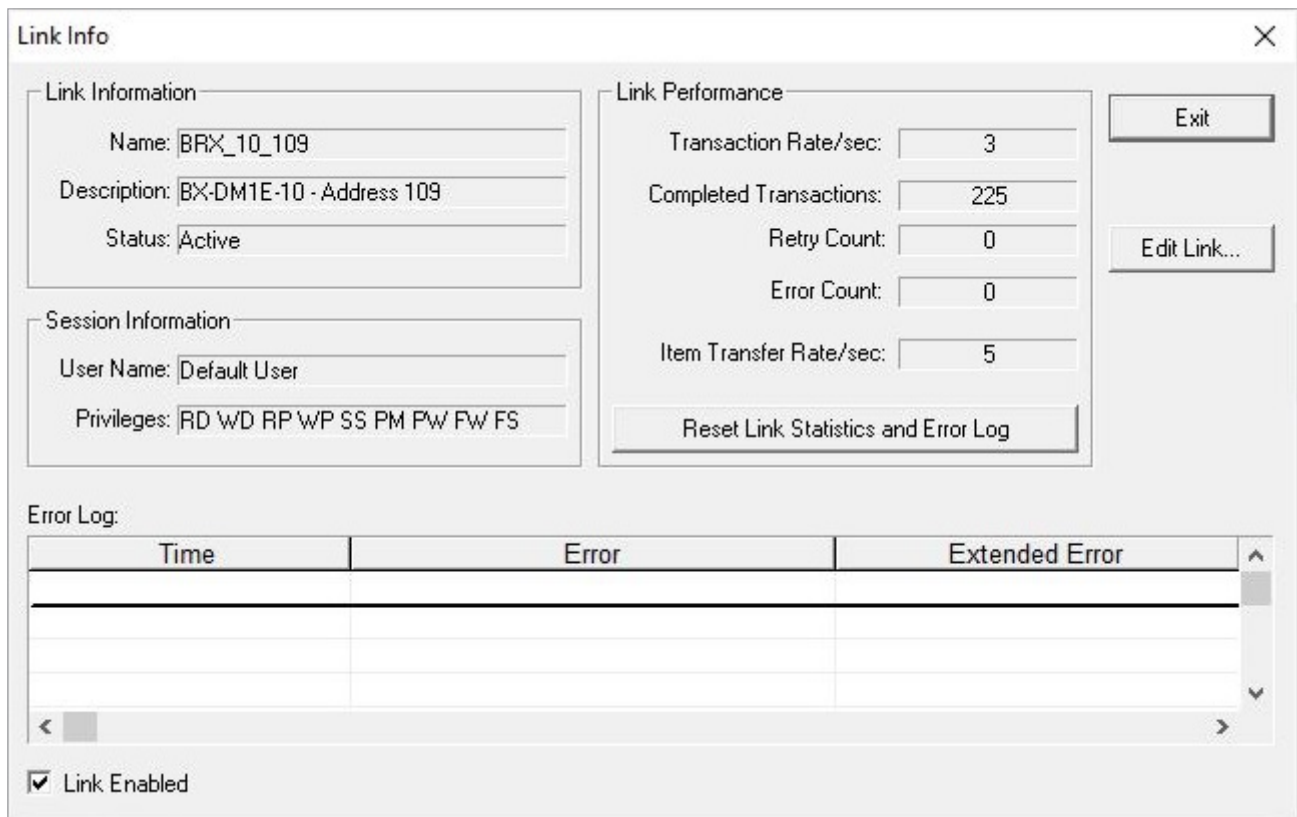 Link Info
Link Information
Name: BRX_10_109
Description: BX-DM1E-10 - Address 109
Status: Active
Session Information
User Name: Default User
Privileges: RD WD RP WP SS PM PW FW FS
Link Performance
Transaction Rate/sec: 3
Completed Transactions: 225
Retry Count: 0
Error Count: 0
Item Transfer Rate/sec: 5
Reset Link Statistics and Error Log
Exit
Edit Link...
Error Log:
Time Error Extended Error
Link Enabled